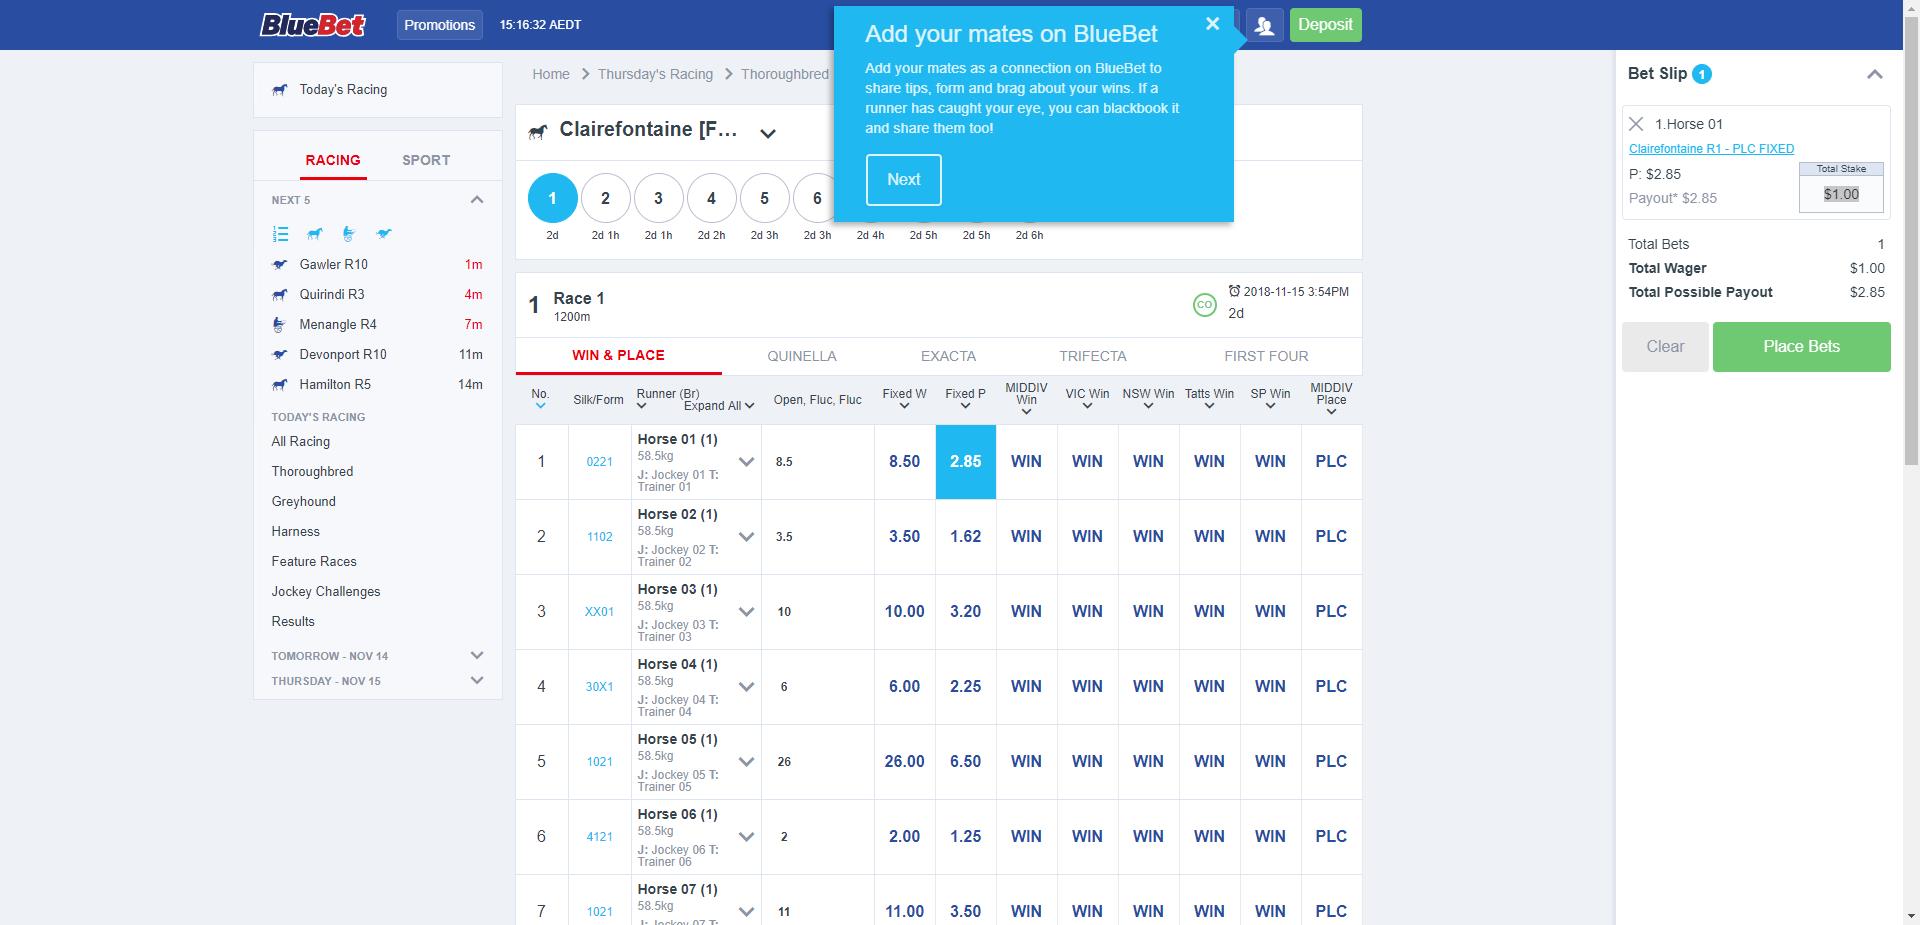 BlueBet
Promotions
15:16:32 AEDT
Add your mates on BlueBet
Add your mates as a connection on BlueBet to
share tips, form and brag about your wins. If a
runner has caught your eye, you can blackbook it
and share them too!
Next
Deposit
Today's Racing
RACING SPORT
NEXT 5
Gawler R10 1m
Quirindi R3 4m
Menangle R4 7m
Devonport R10 11m
Hamilton R5 14m
TODAY'S RACING
All Racing
Thoroughbred
Greyhound
Harness
Feature Races
Jockey Challenges
Results
TOMORROW - NOV 14
THURSDAY - NOV 15
Home Thursday's Racing Thoroughbred
Clairefontaine [F...
1 2 3 4 5 6
2d 2d 1h 2d 1h 2d 2h 2d 3h 2d 3h 2d 4h 2d 5h 2d 5h 2d 6h
1 Race 1
1200m
CO
2018-11-15 3:54PM
2d
WIN & PLACE QUINELLA EXACTA TRIFECTA FIRST FOUR
No. Silk/Form Runner (Br) Expand All Open, Fluc, Fluc Fixed W Fixed P MIDDIV Win VIC Win NSW Win Tatts Win SP Win MIDDIV Place
1 0221 Horse 01 (1) 8.5 8.50 2.85 WIN WIN WIN WIN WIN PLC
58.5kg
J: Jockey 01 T:
Trainer 01
2 1102 Horse 02 (1) 3.5 3.50 1.62 WIN WIN WIN WIN WIN PLC
58.5kg
J: Jockey 02 T:
Trainer 02
3 XX01 Horse 03 (1) 10 10.00 3.20 WIN WIN WIN WIN WIN PLC
58.5kg
J: Jockey 03 T:
Trainer 03
4 30X1 Horse 04 (1) 6 6.00 2.25 WIN WIN WIN WIN WIN PLC
58.5kg
J: Jockey 04 T:
Trainer 04
5 1021 Horse 05 (1) 26 26.00 6.50 WIN WIN WIN WIN WIN PLC
58.5kg
J: Jockey 05 T:
Trainer 05
6 4121 Horse 06 (1) 2 2.00 1.25 WIN WIN WIN WIN WIN PLC
58.5kg
J: Jockey 06 T:
Trainer 06
7 1021 Horse 07 (1) 11 11.00 3.50 WIN WIN WIN WIN WIN PLC
58.5kg
J: Jockey 07 T:
Bet Slip 1
1.Horse 01
Clairefontaine R1 - PLC FIXED
P: $2.85
Payout* $2.85
Total Stake
$1.00
Total Bets 1
Total Wager $1.00
Total Possible Payout $2.85
Clear
Place Bets